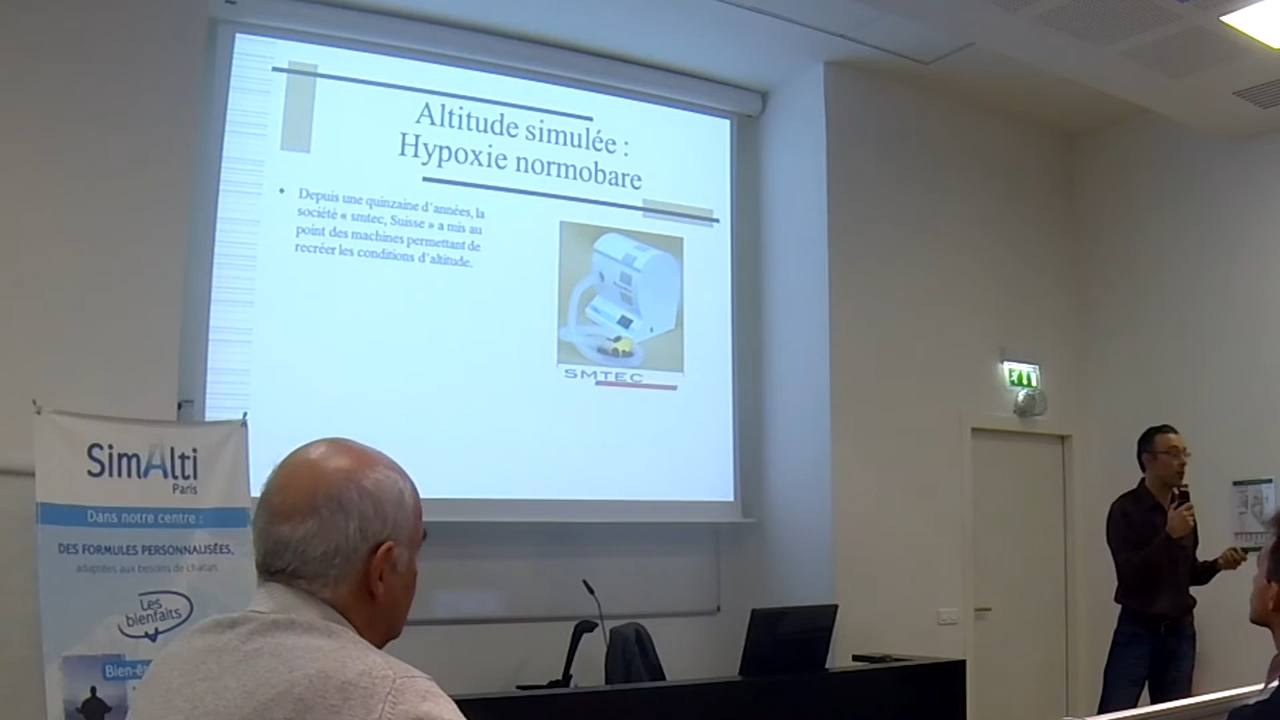 Altitude simulée :
Hypoxie normobare
• Depuis une quinzaine d'années, la
société « smtec, Suisse » a mis au
point des machines permettant de
recréer les conditions d'altitude.
SMTEC
SimAlti
Paris
Dans notre centre :
DES FORMULES PERSONNALISÉES,
adaptées aux besoins de chacun.
Les
bienfaits
Bien-ê